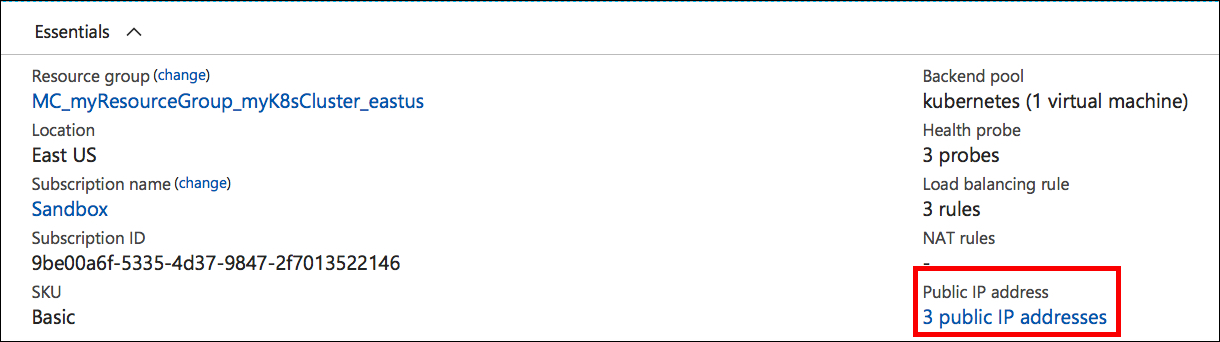 Essentials
Resource group (change)
MC_myResourceGroup_myK8sCluster_eastus
Location
East US
Subscription name (change)
Sandbox
Subscription ID
9be00a6f-5335-4d37-9847-2f7013522146
SKU
Basic
Backend pool
kubernetes (1 virtual machine)
Health probe
3 probes
Load balancing rule
3 rules
NAT rules
-
Public IP address
3 public IP addresses